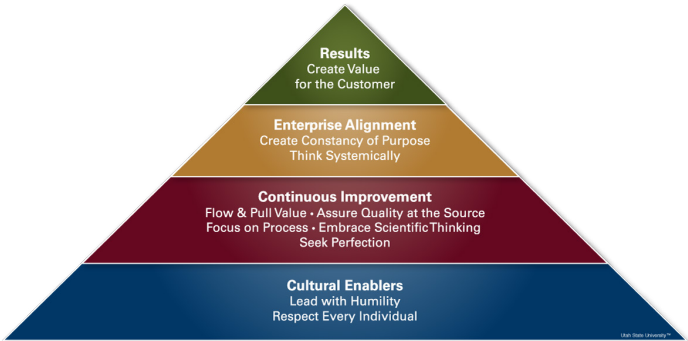 Results
Create Value
for the Customer
Enterprise Alignment
Create Constancy of Purpose
Think Systemically
Continuous Improvement
Flow & Pull Value • Assure Quality at the Source
Focus on Process • Embrace Scientific Thinking
Seek Perfection
Cultural Enablers
Lead with Humility
Respect Every Individual
Utah State University™